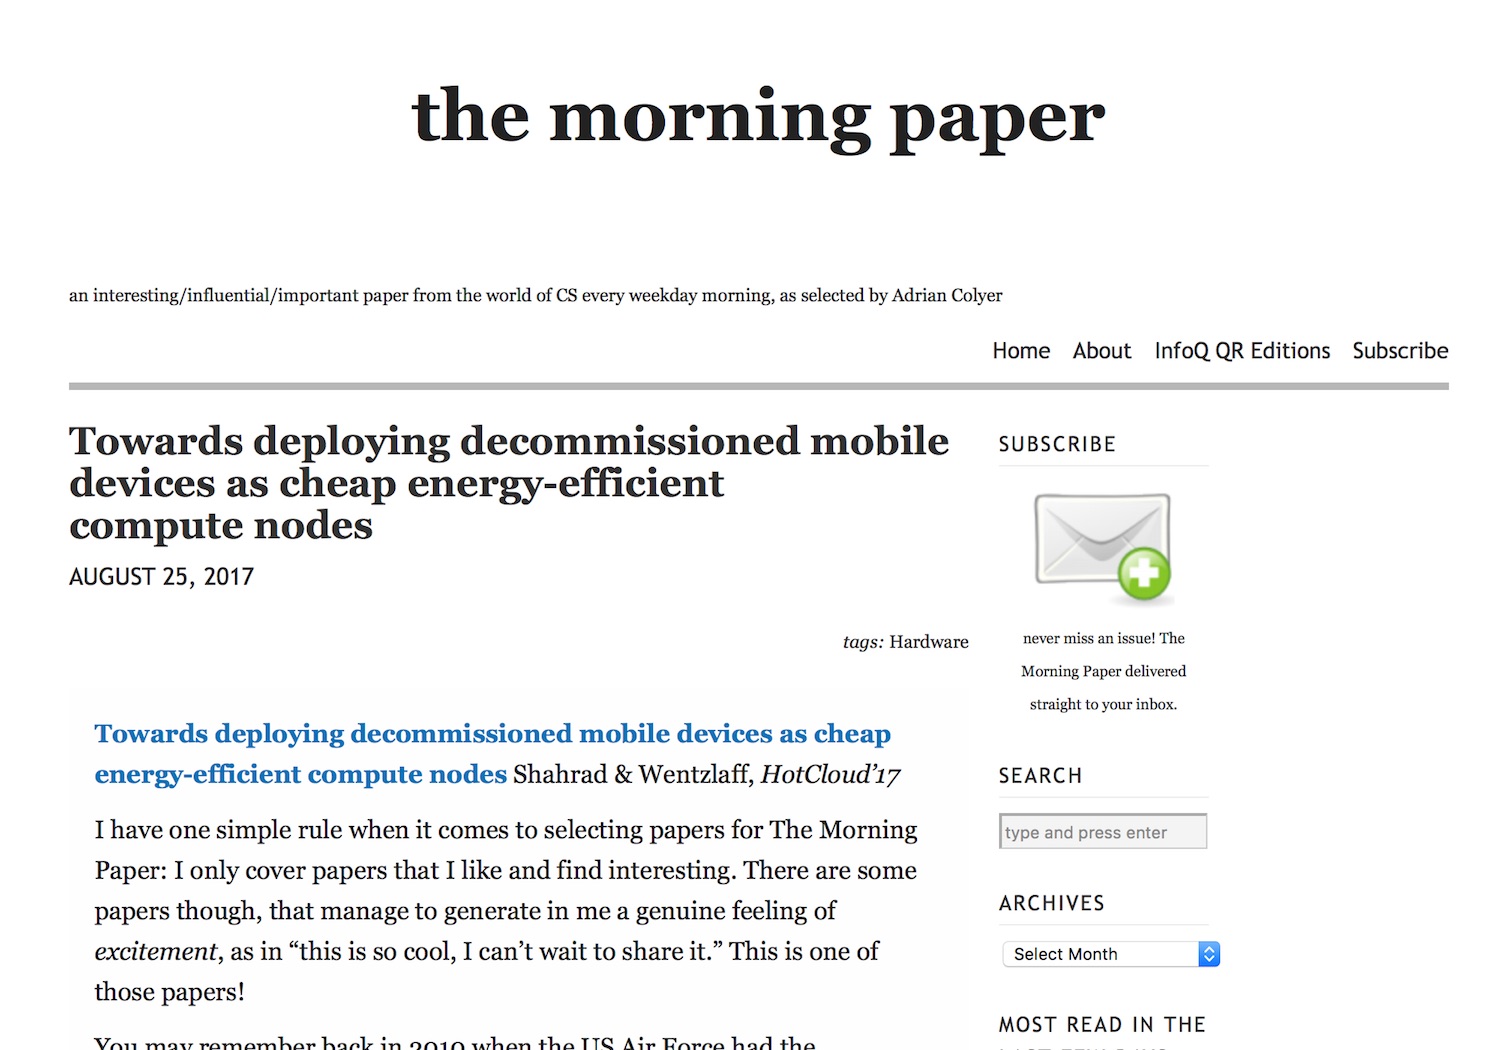 the morning paper
an interesting/influential/important paper from the world of CS every weekday morning, as selected by Adrian Colyer
Home About InfoQ QR Editions Subscribe
Towards deploying decommissioned mobile
devices as cheap energy-efficient
compute nodes
AUGUST 25, 2017
tags: Hardware
Towards deploying decommissioned mobile devices as cheap
energy-efficient compute nodes Shahrad & Wentzlaff, HotCloud’17
I have one simple rule when it comes to selecting papers for The Morning
Paper: I only cover papers that I like and find interesting. There are some
papers though, that manage to generate in me a genuine feeling of
excitement, as in “this is so cool, I can’t wait to share it.” This is one of
those papers!
You may remember back in 2010 when the US Air Force had the
SUBSCRIBE
never miss an issue! The
Morning Paper delivered
straight to your inbox.
SEARCH
type and press enter
ARCHIVES
Select Month
MOST READ IN THE